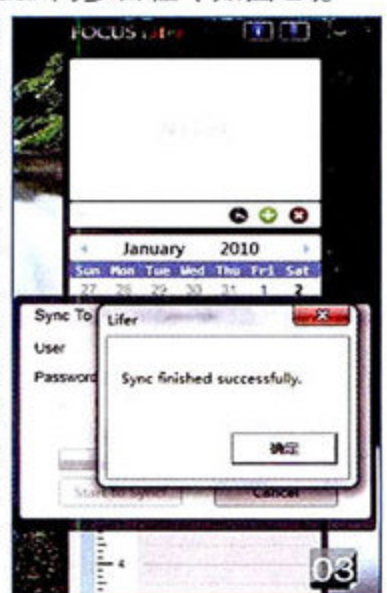 FOCUS
January 2010
Sun Mon Tue Wed Thu Fri Sat
27 28 29 30 31 1 2
Sync To
Lifer
User
Password
Sync finished successfully.
确定
Start to Sync!
Cancel
4
03